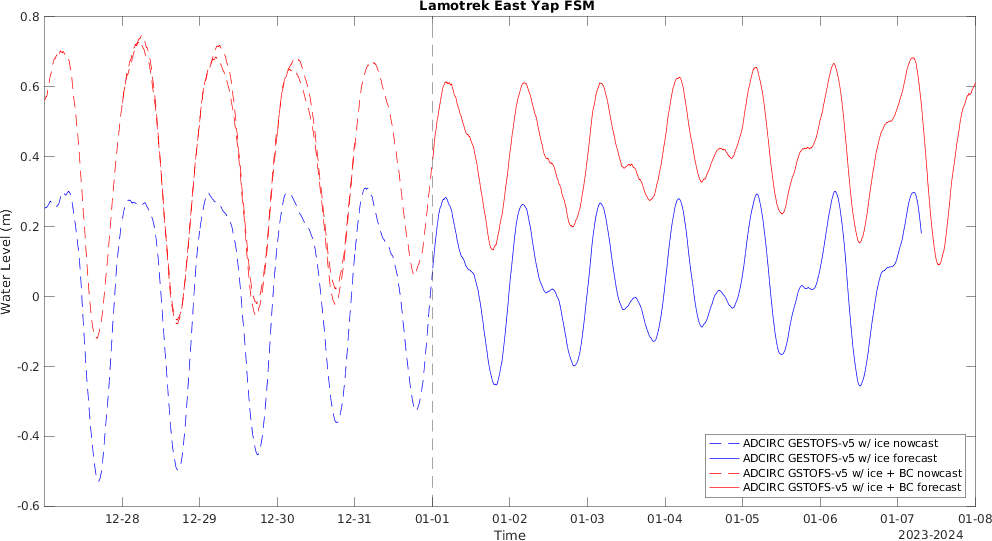 Lamotrek East Yap FSM
0.8
0.6
0.4
0.2
0
-0.2
-0.4
-0.6
Water Level (m)
12-28 12-29 12-30 12-31 01-01 01-02 01-03 01-04 01-05 01-06 01-07 01-08
Time
2023-2024
ADCIRC GESTOFS-v5 w/ ice nowcast
ADCIRC GESTOFS-v5 w/ ice forecast
ADCIRC GSTOFS-v5 w/ ice + BC nowcast
ADCIRC GSTOFS-v5 w/ ice + BC forecast